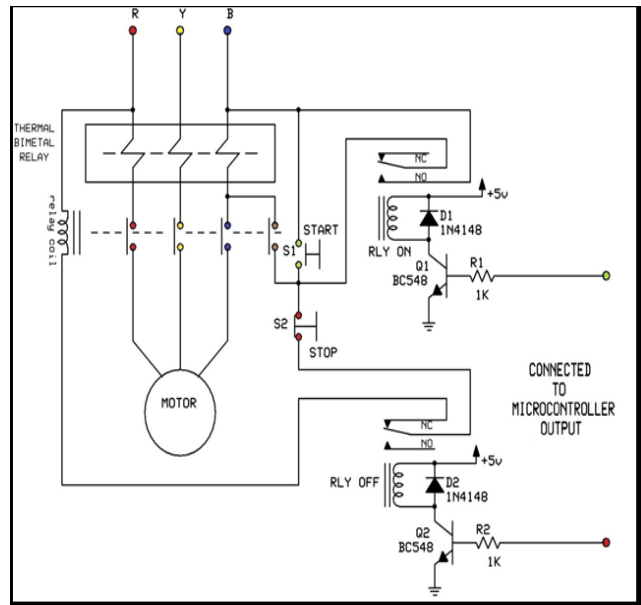 R Y B
THERMAL
BIMETAL
RELAY
NC
NO
+5v
relay coil
D1
1N4148
START
S1
RLY ON
Q1
BC548
R1
1K
S2
STOP
CONNECTED
TO
MICROCONTROLLER
OUTPUT
MOTOR
NC
NO
+5v
RLY OFF
D2
1N4148
Q2
BC548
R2
1K